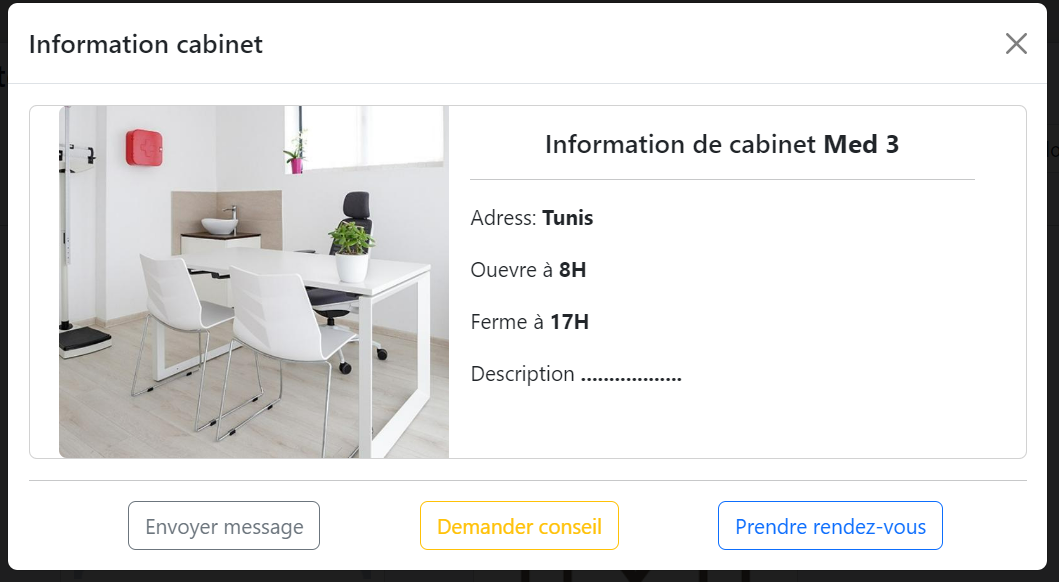 Information cabinet
Information de cabinet Med 3
Adress: Tunis
Ouevre à 8H
Ferme à 17H
Description ..................
Envoyer message
Demander conseil
Prendre rendez-vous